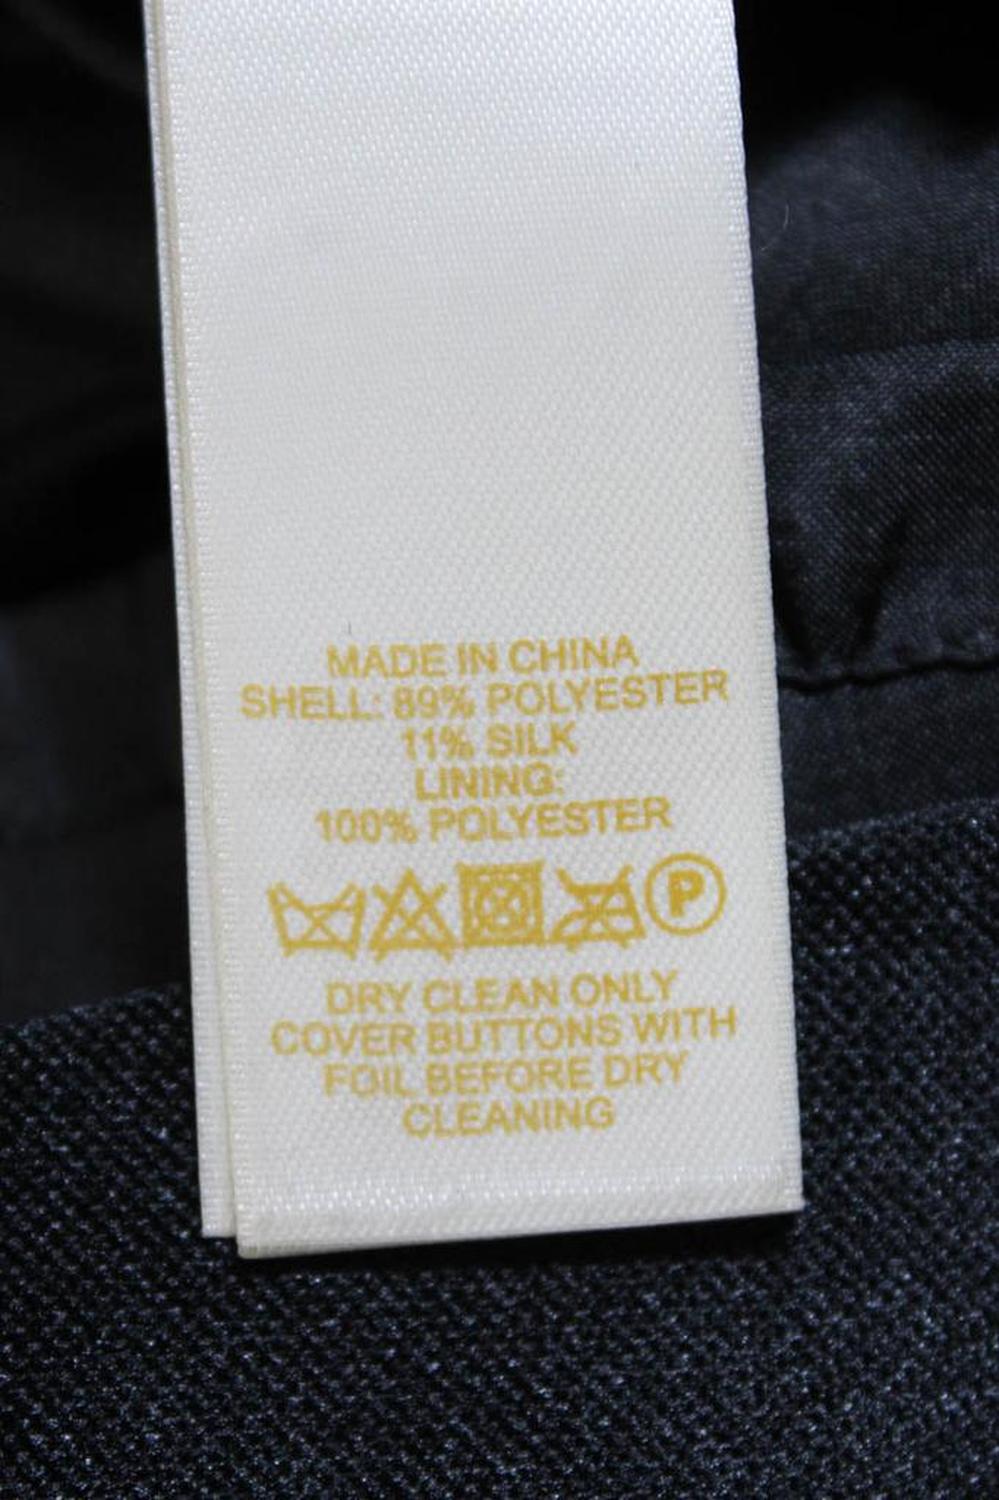 MADE IN CHINA
SHELL: 89% POLYESTER
11% SILK
LINING:
100% POLYESTER
P
DRY CLEAN ONLY
COVER BUTTONS WITH
FOIL BEFORE DRY
CLEANING